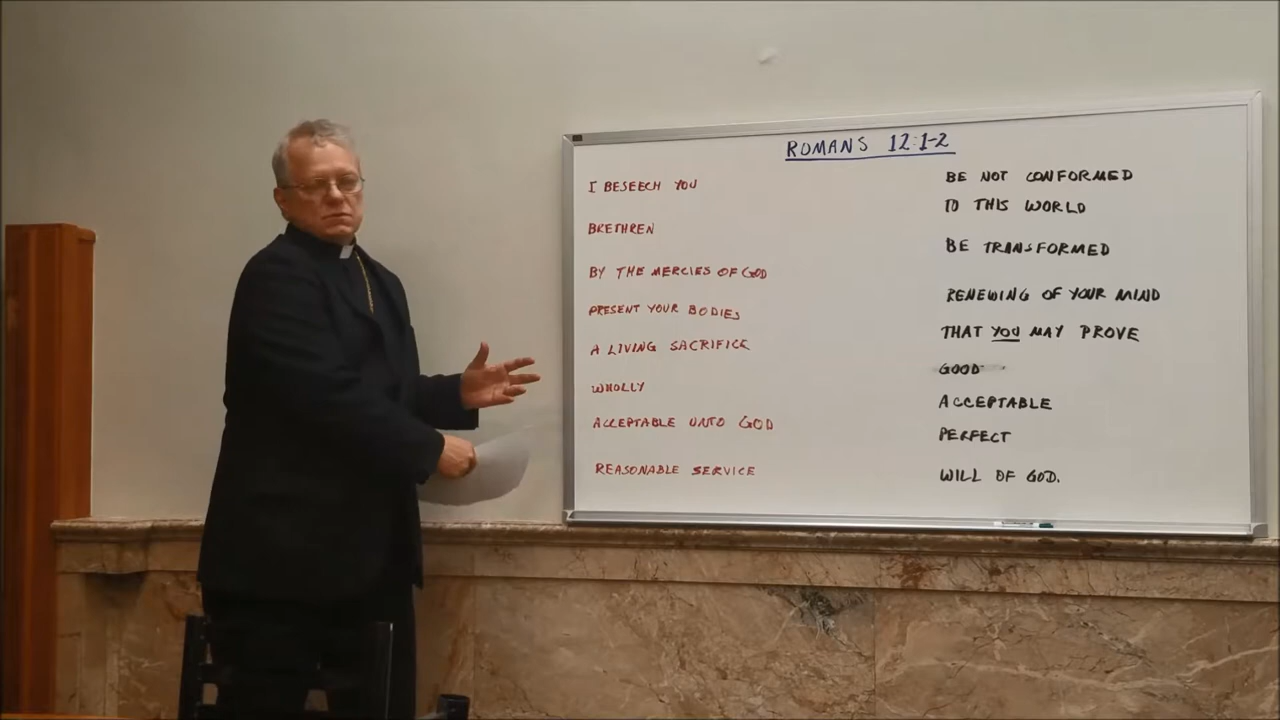 ROMANS 12:1-2
I BESEECH YOU
BRETHREN
BY THE MERCIES OF GOD
PRESENT YOUR BODIES
A LIVING SACRIFICE
WHOLLY
ACCEPTABLE UNTO GOD
REASONABLE SERVICE
BE NOT CONFORMED
TO THIS WORLD
BE TRANSFORMED
RENEWING OF YOUR MIND
THAT YOU MAY PROVE
GOOD
ACCEPTABLE
PERFECT
WILL OF GOD.